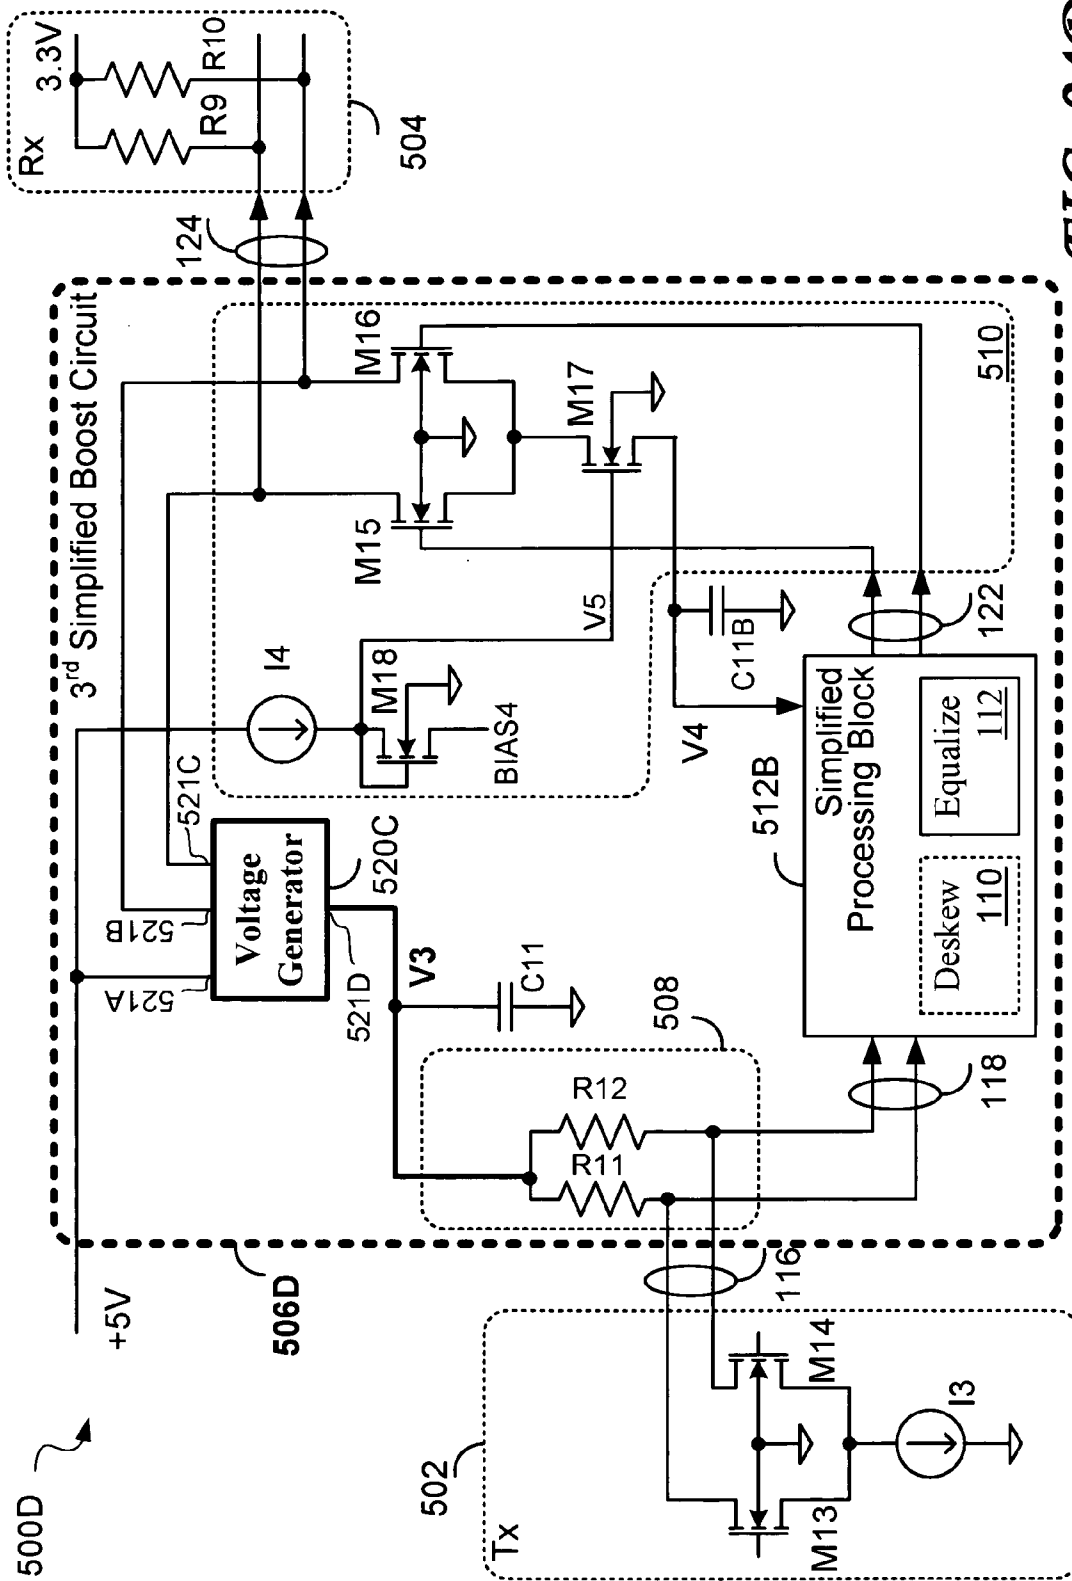 500D
+5V
506D
3rd Simplified Boost Circuit
521A
521B
521C
Voltage
Generator
520C
521D
V3
C11
I4
M18
BIAS4
V5
M15
M16
M17
510
C11B
V4
124
Rx
3.3V
R9
R10
504
508
R11
R12
116
118
502
Tx
M13
M14
I3
512B
Simplified
Processing Block
Deskew
110
Equalize
112
122